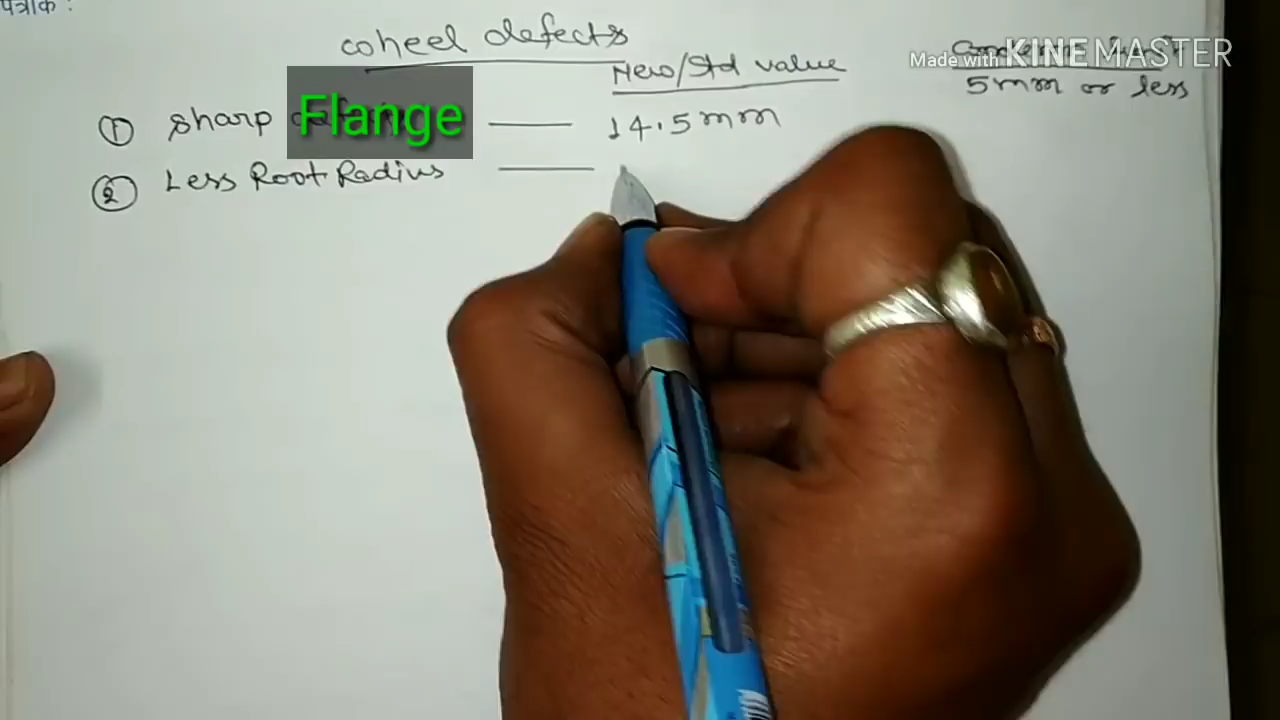 पत्रांक :
wheel defects
New/Std value
Made with KINEMASTER
5mm or less
① sharp Flange — 14.5mm
② Less Root Radius —